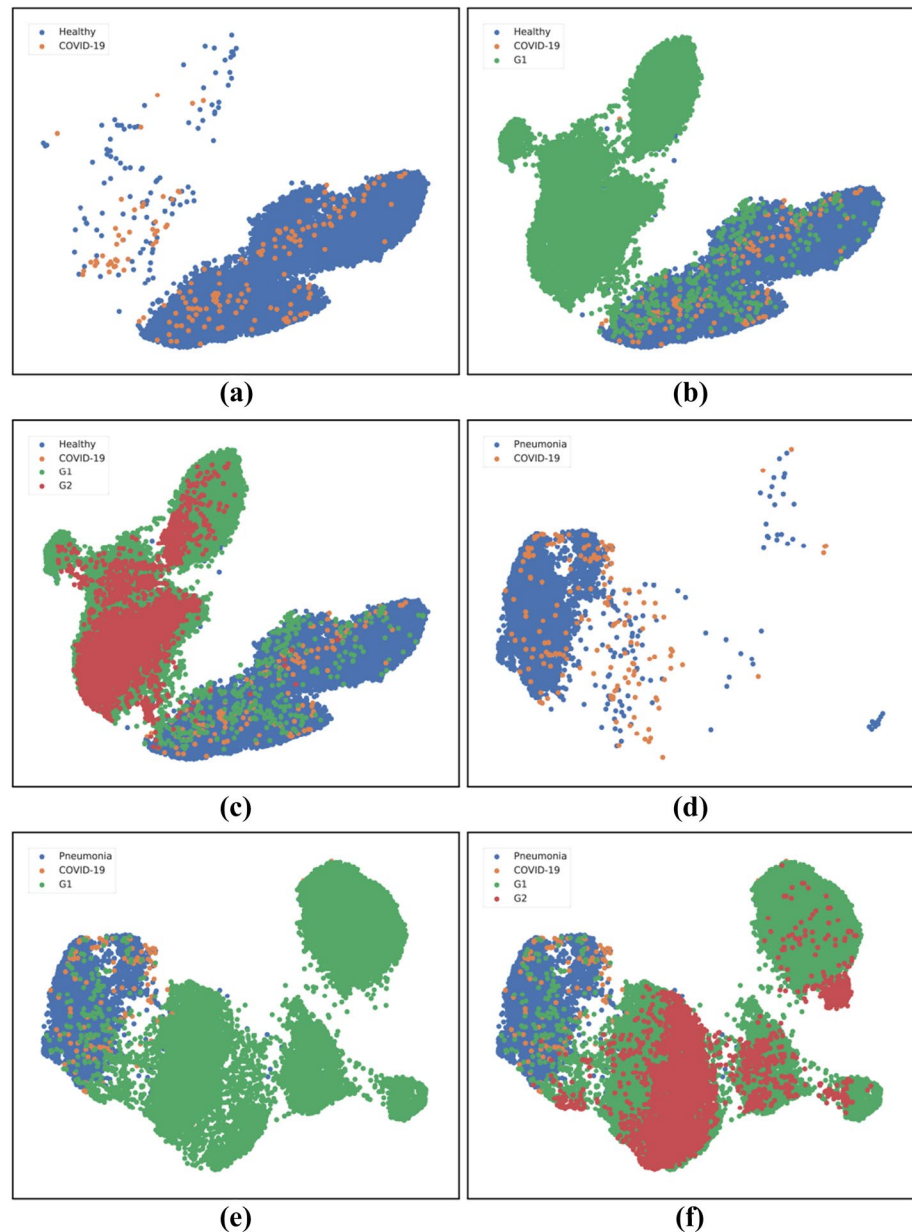 Healthy
COVID-19
(a)
Healthy
COVID-19
G1
(b)
Healthy
COVID-19
G1
G2
(c)
Pneumonia
COVID-19
(d)
Pneumonia
COVID-19
G1
(e)
Pneumonia
COVID-19
G1
G2
(f)